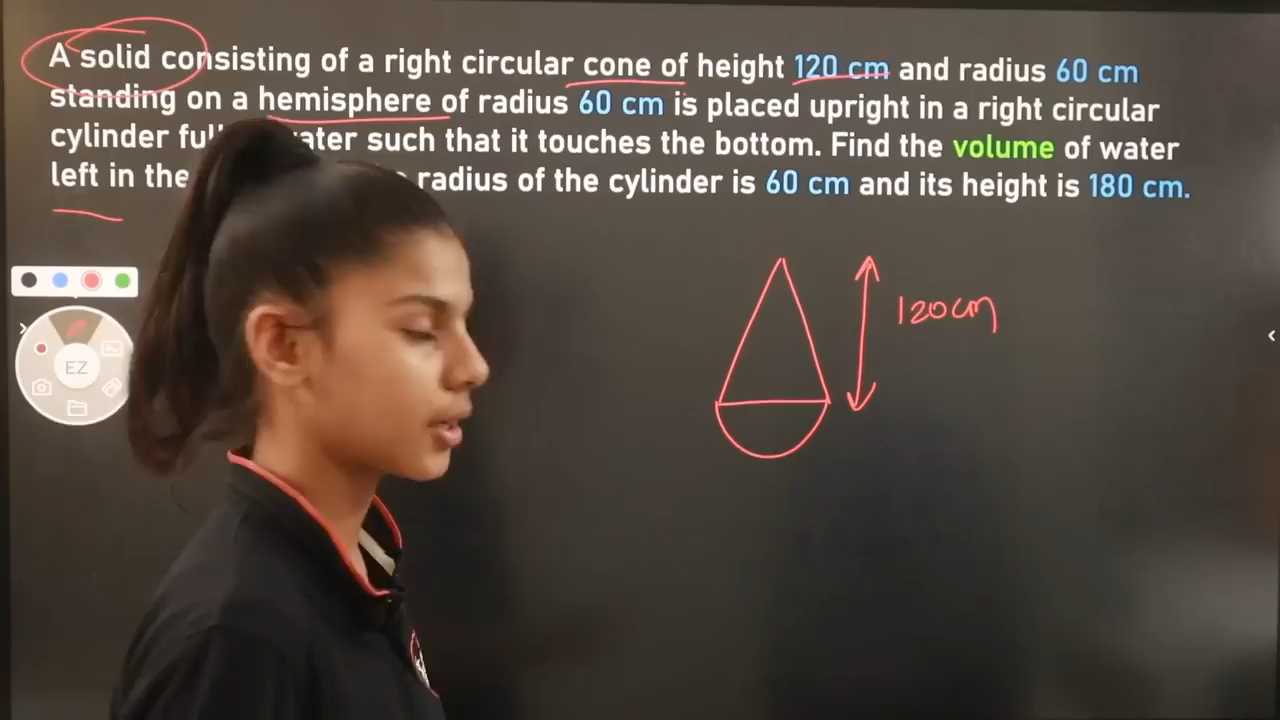 A solid consisting of a right circular cone of height 120 cm and radius 60 cm
standing on a hemisphere of radius 60 cm is placed upright in a right circular
cylinder full water such that it touches the bottom. Find the volume of water
left in the radius of the cylinder is 60 cm and its height is 180 cm.
120cm
EZ